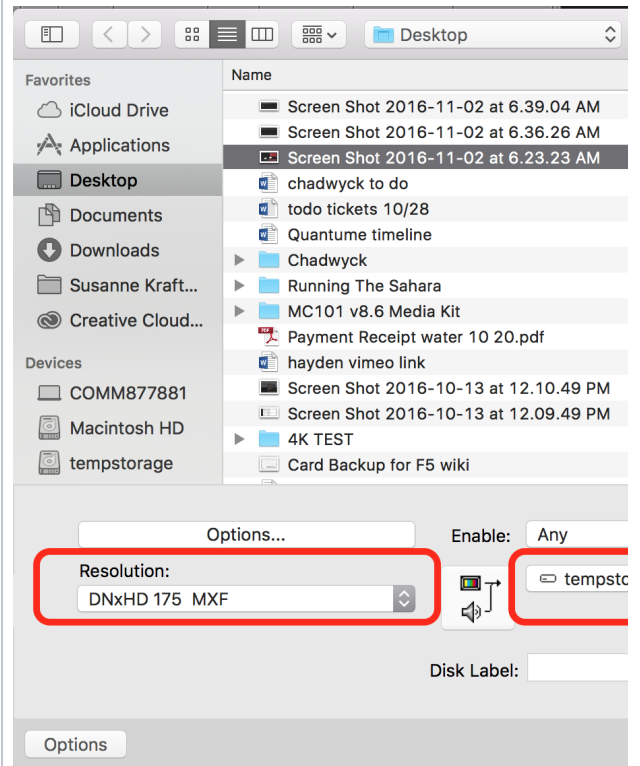 Desktop
Favorites
iCloud Drive
Applications
Desktop
Documents
Downloads
Susanne Kraft...
Creative Cloud...
Devices
COMM877881
Macintosh HD
tempstorage
Name
Screen Shot 2016-11-02 at 6.39.04 AM
Screen Shot 2016-11-02 at 6.36.26 AM
Screen Shot 2016-11-02 at 6.23.23 AM
chadwyck to do
todo tickets 10/28
Quantume timeline
Chadwyck
Running The Sahara
MC101 v8.6 Media Kit
Payment Receipt water 10 20.pdf
hayden vimeo link
Screen Shot 2016-10-13 at 12.10.49 PM
Screen Shot 2016-10-13 at 12.09.49 PM
4K TEST
Card Backup for F5 wiki
Options...
Enable: Any
Resolution:
DNxHD 175 MXF
tempsto
Disk Label:
Options